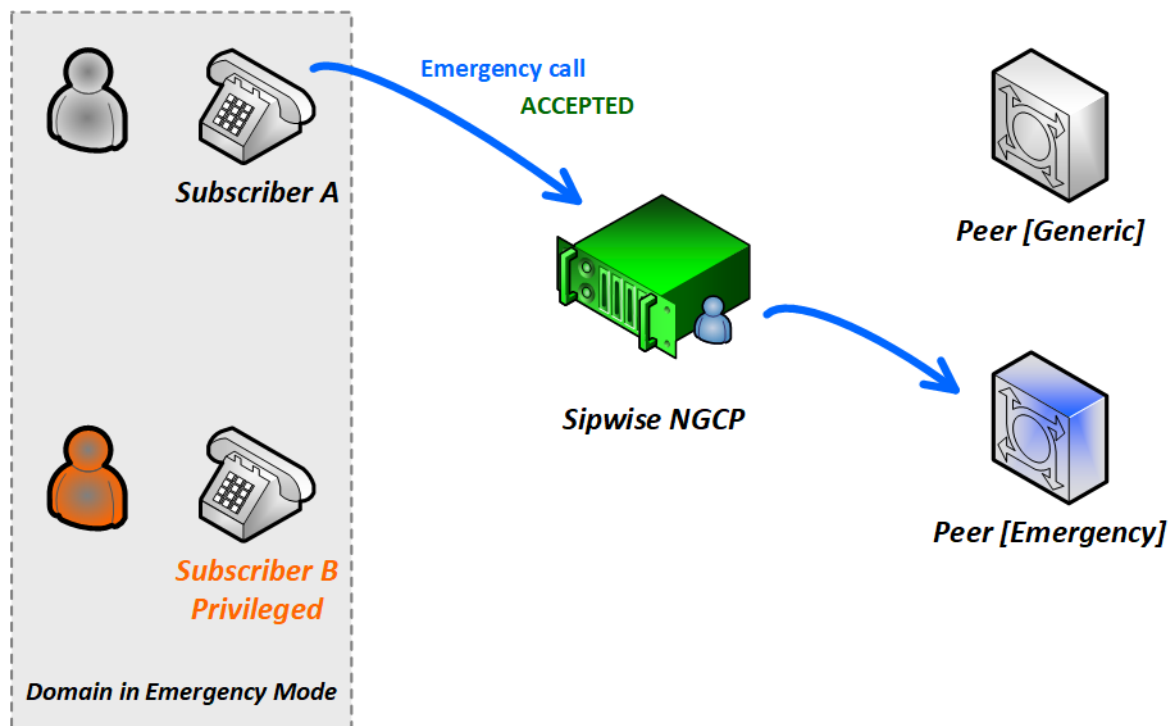 Emergency call
ACCEPTED
Subscriber A
Peer [Generic]
Sipwise NGCP
Peer [Emergency]
Subscriber B
Privileged
Domain in Emergency Mode